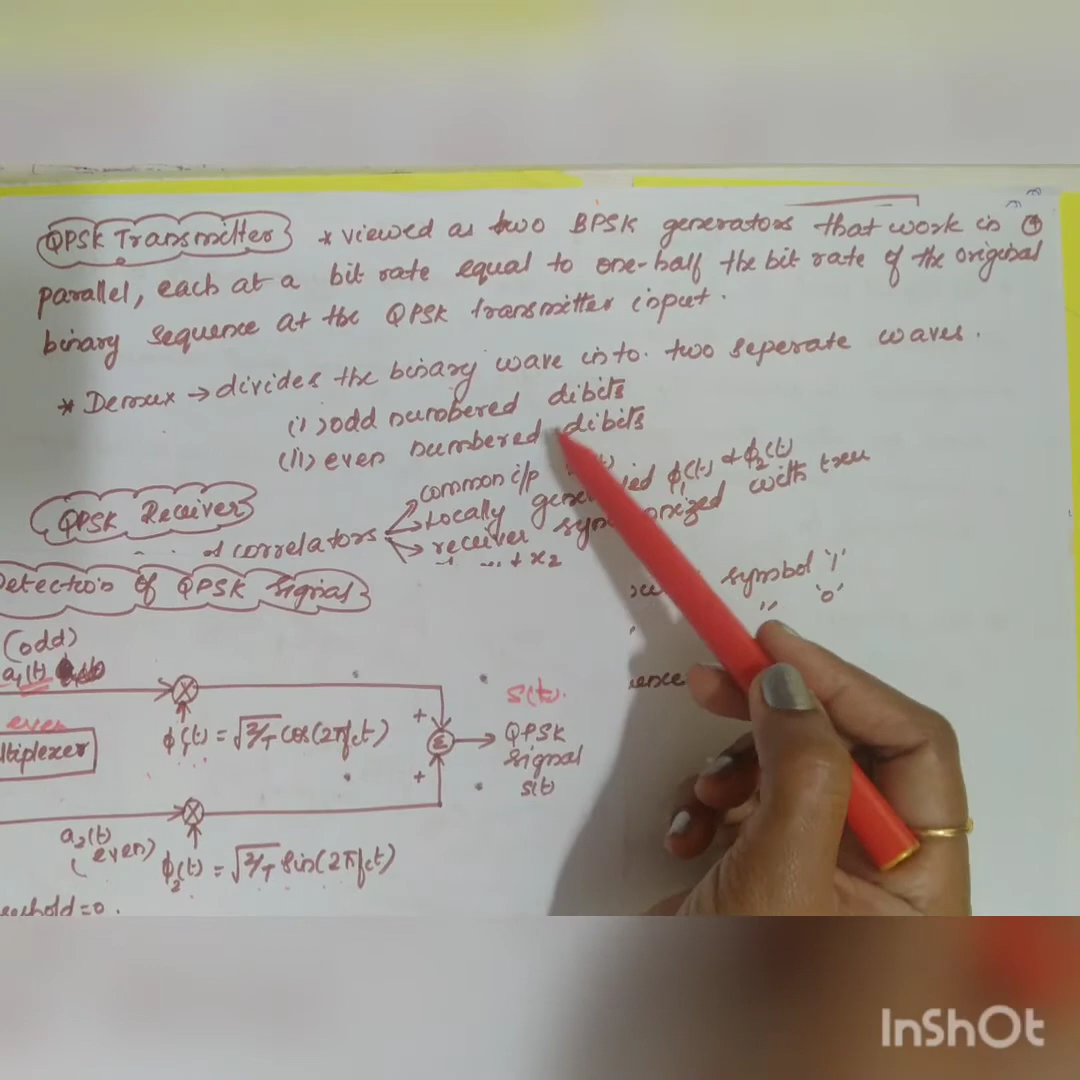 QPSK Transmitter * viewed as two BPSK generators that work in
parallel, each at a bit rate equal to one-half the bit rate of the original
binary sequence at the QPSK transmitter input.
* Demux → divides the binary wave into two seperate waves.
(i) odd numbered dibits
(ii) even numbered dibits
QPSK Receiver
common i/p
correlators → locally φ₁(t) & φ₂(t)
receiver with
+ x2
Detection of QPSK Signal
symbol '1'
" '0'
(odd)
a₁(t)
even
φ₁(t) = √2/T cos(2πfct)
+
Σ
+
s(t).
QPSK
signal
s(t)
a₂(t)
(even)
φ₂(t) = √2/T sin(2πfct)
= 0.
InShOt